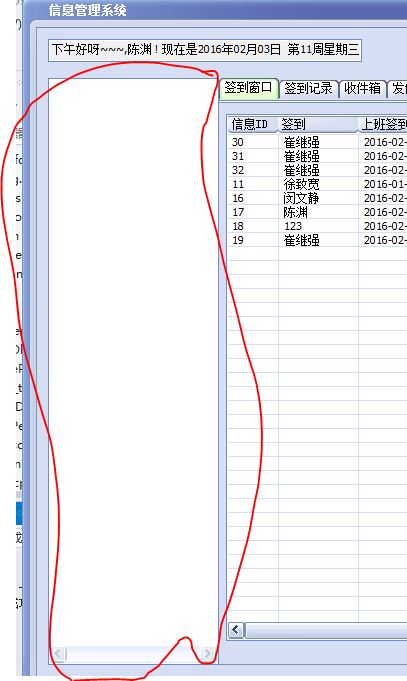 信息管理系统
下午好呀~~~,陈渊！现在是2016年02月03日 第11周星期三
签到窗口 签到记录 收件箱
信息ID 签到 上班签到
30 崔继强 2016-02-
31 崔继强 2016-02-
32 崔继强 2016-02-
11 徐致宽 2016-01-
16 闵文静 2016-02-
17 陈渊 2016-02-
18 123 2016-02-
19 崔继强 2016-02-